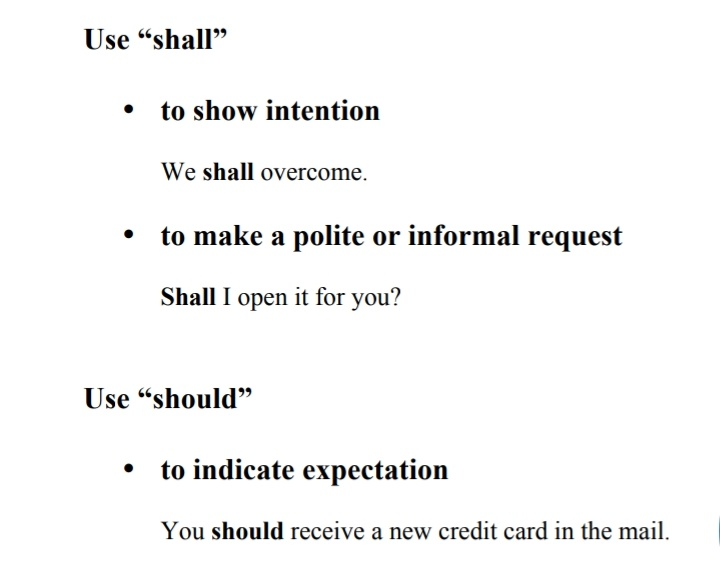 Use “shall”
• to show intention
We shall overcome.
• to make a polite or informal request
Shall I open it for you?
Use “should”
• to indicate expectation
You should receive a new credit card in the mail.